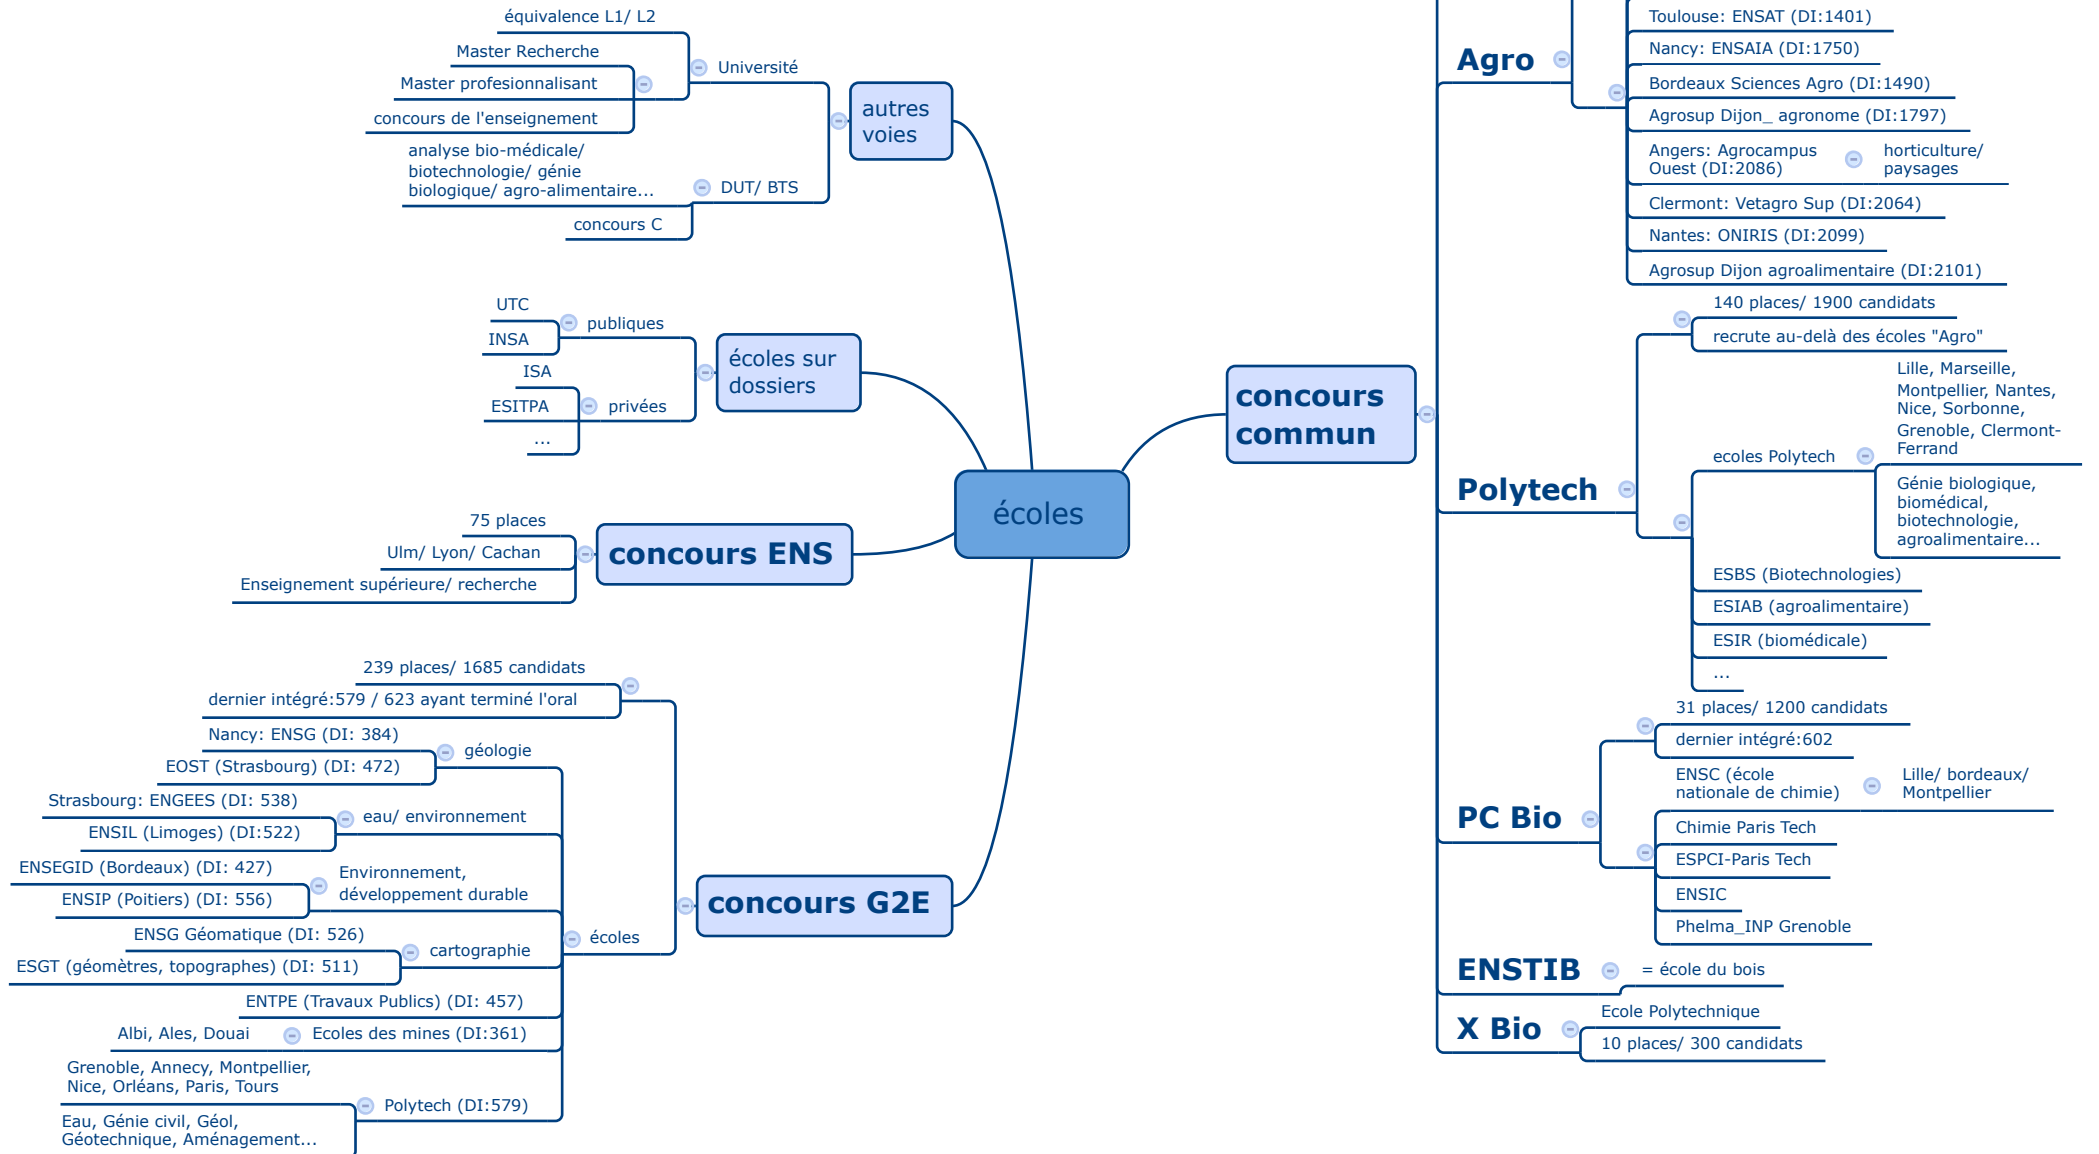 équivalence L1/ L2
Master Recherche
Université
Master profesionnalisant
concours de l'enseignement
autres
voies
analyse bio-médicale/
biotechnologie/ génie
biologique/ agro-alimentaire...
DUT/ BTS
concours C
UTC
publiques
INSA
écoles sur
dossiers
ISA
ESITPA
privées
...
75 places
Ulm/ Lyon/ Cachan
concours ENS
Enseignement supérieure/ recherche
écoles
239 places/ 1685 candidats
dernier intégré:579 / 623 ayant terminé l'oral
Nancy: ENSG (DI: 384)
géologie
EOST (Strasbourg) (DI: 472)
Strasbourg: ENGEES (DI: 538)
eau/ environnement
ENSIL (Limoges) (DI:522)
ENSEGID (Bordeaux) (DI: 427)
Environnement,
développement durable
ENSIP (Poitiers) (DI: 556)
concours G2E
écoles
ENSG Géomatique (DI: 526)
cartographie
ESGT (géomètres, topographes) (DI: 511)
ENTPE (Travaux Publics) (DI: 457)
Albi, Ales, Douai
Ecoles des mines (DI:361)
Grenoble, Annecy, Montpellier,
Nice, Orléans, Paris, Tours
Polytech (DI:579)
Eau, Génie civil, Géol,
Géotechnique, Aménagement...
concours
commun
Agro
Toulouse: ENSAT (DI:1401)
Nancy: ENSAIA (DI:1750)
Bordeaux Sciences Agro (DI:1490)
Agrosup Dijon_ agronome (DI:1797)
Angers: Agrocampus
Ouest (DI:2086)
horticulture/
paysages
Clermont: Vetagro Sup (DI:2064)
Nantes: ONIRIS (DI:2099)
Agrosup Dijon agroalimentaire (DI:2101)
Polytech
140 places/ 1900 candidats
recrute au-delà des écoles "Agro"
ecoles Polytech
Lille, Marseille,
Montpellier, Nantes,
Nice, Sorbonne,
Grenoble, Clermont-
Ferrand
Génie biologique,
biomédical,
biotechnologie,
agroalimentaire...
ESBS (Biotechnologies)
ESIAB (agroalimentaire)
ESIR (biomédicale)
...
PC Bio
31 places/ 1200 candidats
dernier intégré:602
ENSC (école
nationale de chimie)
Lille/ bordeaux/
Montpellier
Chimie Paris Tech
ESPCI-Paris Tech
ENSIC
Phelma_INP Grenoble
ENSTIB
= école du bois
X Bio
Ecole Polytechnique
10 places/ 300 candidats